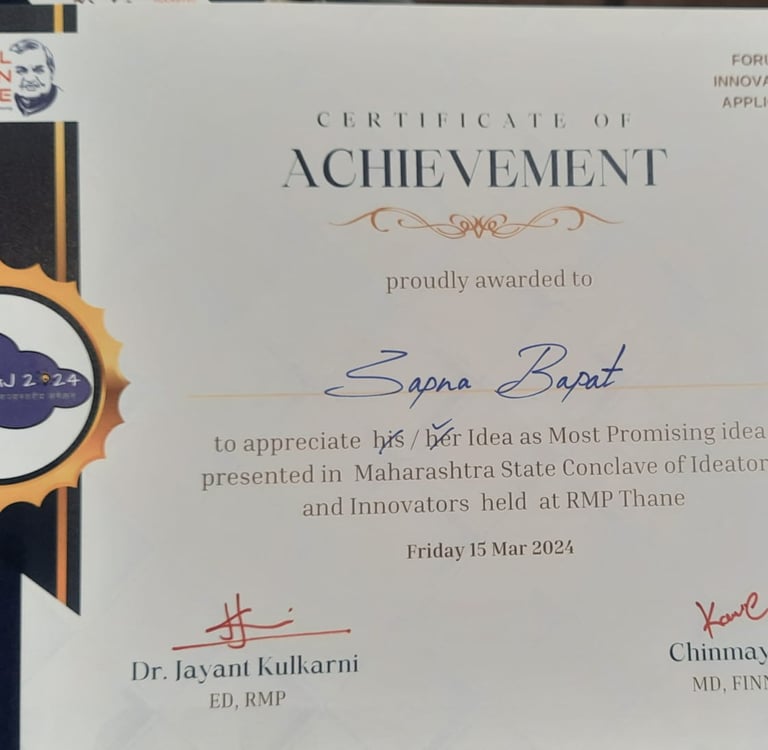 L
N
E
FORU
INNOVA
APPLI
CERTIFICATE OF
ACHIEVEMENT
proudly awarded to
Sapna Bapat
to appreciate his / her Idea as Most Promising idea
presented in Maharashtra State Conclave of Ideator
and Innovators held at RMP Thane
Friday 15 Mar 2024
J 2024
Dr. Jayant Kulkarni
ED, RMP
Chinmay
MD, FINN